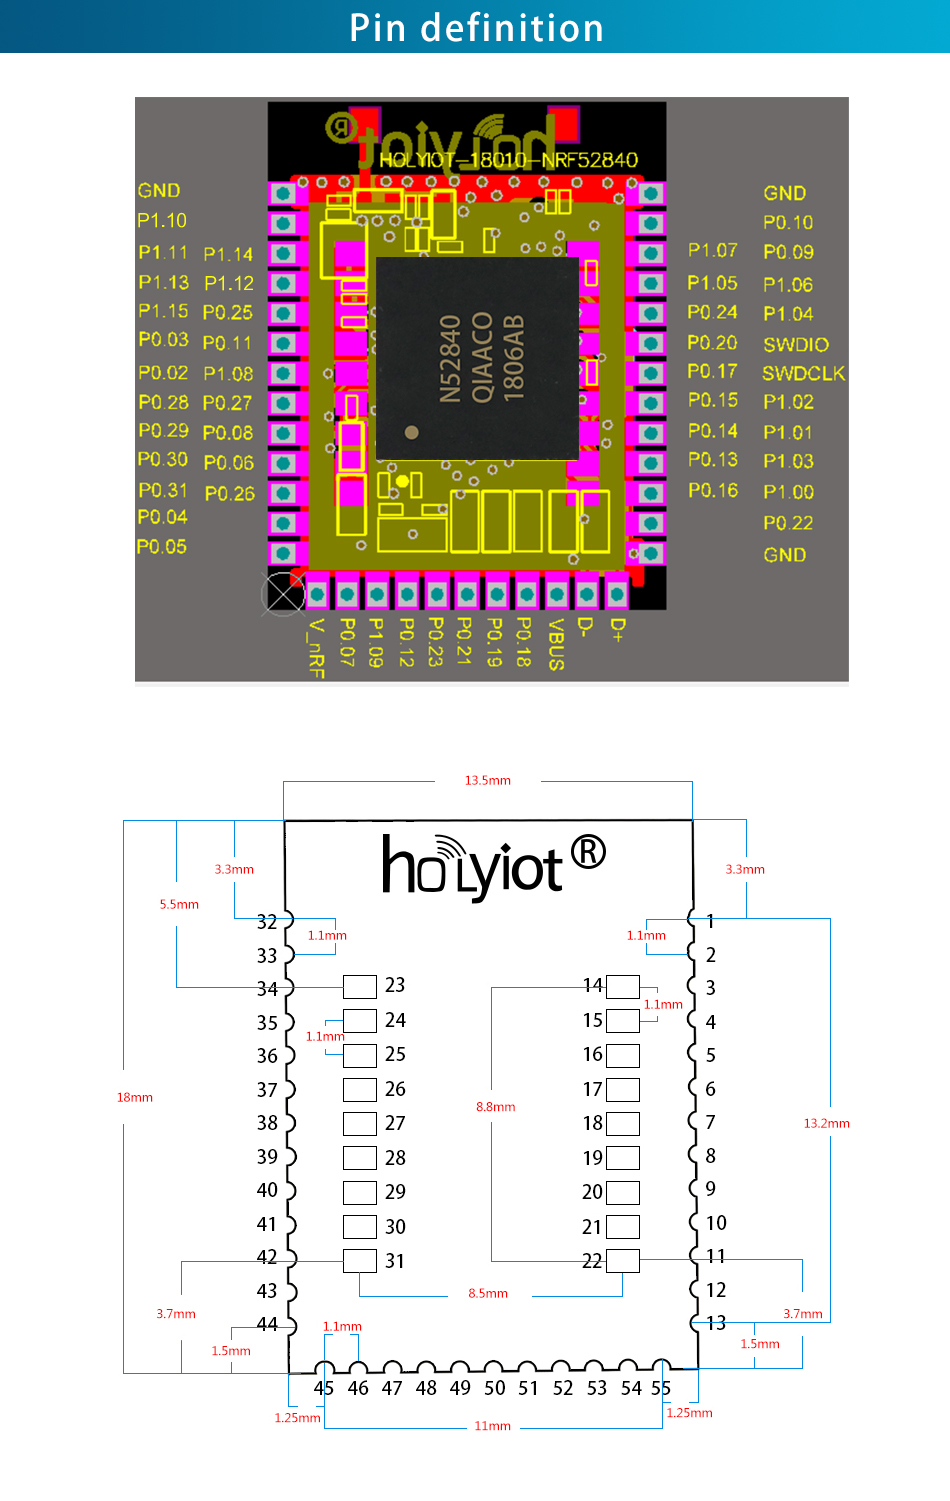 Pin definition
holyiot®
HOLYIOT-18010-NRF52840
GND GND
P1.10 P0.10
P1.11 P1.14 P1.07 P0.09
P1.13 P1.12 P1.05 P1.06
P1.15 P0.25 P0.24 P1.04
P0.03 P0.11 P0.20 SWDIO
P0.02 P1.08 P0.17 SWDCLK
P0.28 P0.27 P0.15 P1.02
P0.29 P0.08 P0.14 P1.01
P0.30 P0.06 P0.13 P1.03
P0.31 P0.26 P0.16 P1.00
P0.04 P0.22
P0.05 GND
N52840
QIAACO
1806AB
V_nRF P0.07 P1.09 P0.12 P0.23 P0.21 P0.19 P0.18 VBUS D- D+
13.5mm
holyiot®
3.3mm 3.3mm
5.5mm
32 1
1.1mm 1.1mm
33 2
34 23 14 3
1.1mm
35 24 15 4
1.1mm
36 25 16 5
37 26 17 6
18mm 8.8mm
38 27 18 7
13.2mm
39 28 19 8
40 29 20 9
41 30 21 10
42 31 22 11
43 12
8.5mm
3.7mm 3.7mm
44 13
1.1mm
1.5mm 1.5mm
45 46 47 48 49 50 51 52 53 54 55
1.25mm 1.25mm
11mm